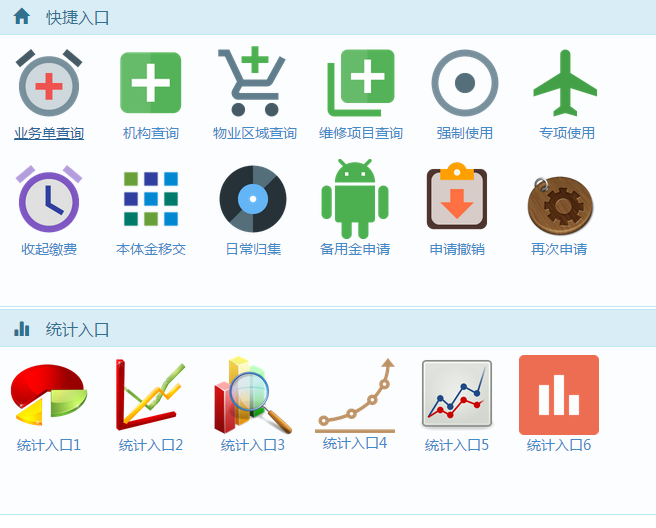 快捷入口
业务单查询 机构查询 物业区域查询 维修项目查询 强制使用 专项使用
收起缴费 本体金移交 日常归集 备用金申请 申请撤销 再次申请
统计入口
统计入口1 统计入口2 统计入口3 统计入口4 统计入口5 统计入口6